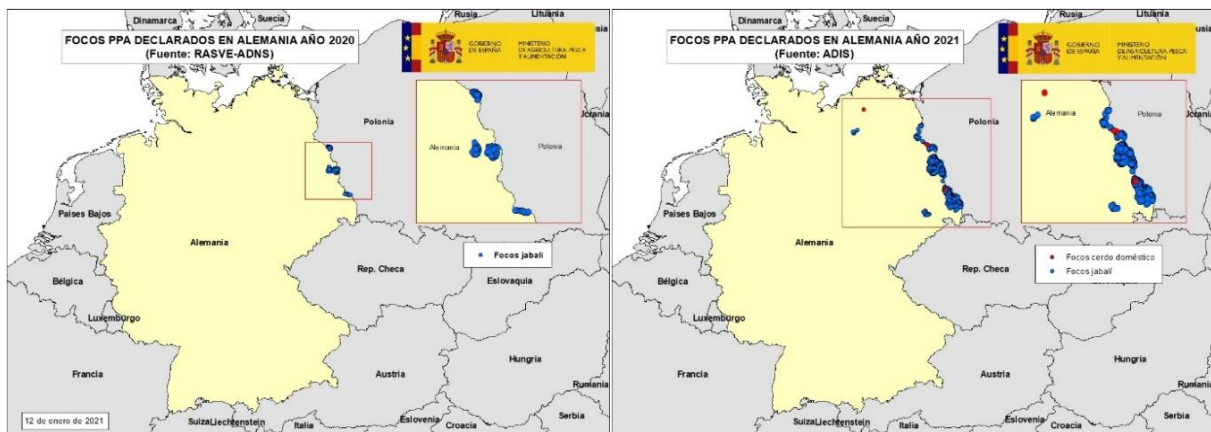 Dinamarca
Suecia
Rusia
Lituania
FOCOS PPA DECLARADOS EN ALEMANIA AÑO 2020
(Fuente: RASVE-ADNS)
GOBIERNO
DE ESPAÑA
MINISTERIO
DE AGRICULTURA, PESCA
Y ALIMENTACIÓN
Polonia
Alemania
Polonia
Países Bajos
Alemania
Focos jabalí
Bélgica
Rep. Checa
Eslovaquia
Luxemburgo
Francia
Austria
Hungría
Rumanía
12 de enero de 2021
Suiza
Liechtenstein
Italia
Eslovenia
Croacia
Serbia
Dinamarca
Suecia
Rusia
Lituania
FOCOS PPA DECLARADOS EN ALEMANIA AÑO 2021
(Fuente: ADIS)
GOBIERNO
DE ESPAÑA
MINISTERIO
DE AGRICULTURA, PESCA
Y ALIMENTACIÓN
Polonia
Alemania
Polonia
Países Bajos
Alemania
Focos cerdo doméstico
Focos jabalí
Bélgica
Rep. Checa
Eslovaquia
Luxemburgo
Francia
Austria
Hungría
Rumanía
Suiza
Liechtenstein
Italia
Eslovenia
Croacia
Serbia